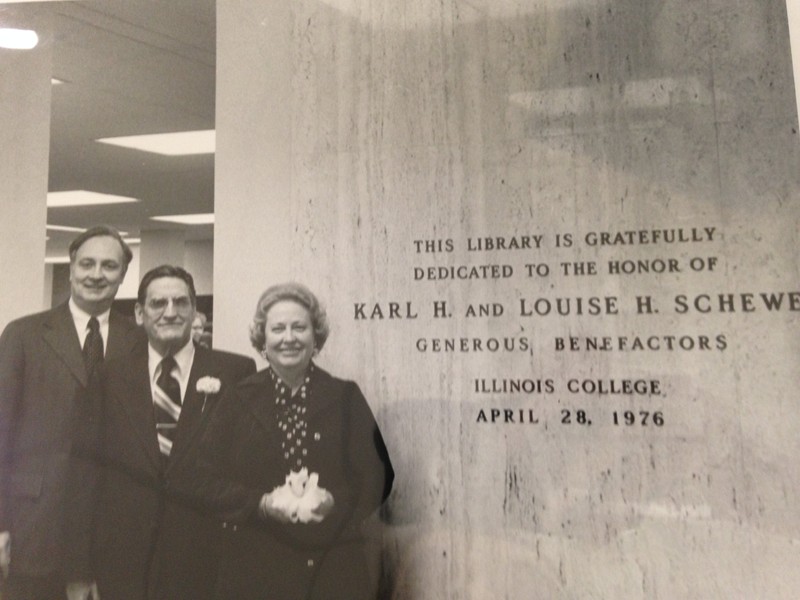 THIS LIBRARY IS GRATEFULLY
DEDICATED TO THE HONOR OF
KARL H. AND LOUISE H. SCHEWE
GENEROUS BENEFACTORS
ILLINOIS COLLEGE
APRIL 28, 1976